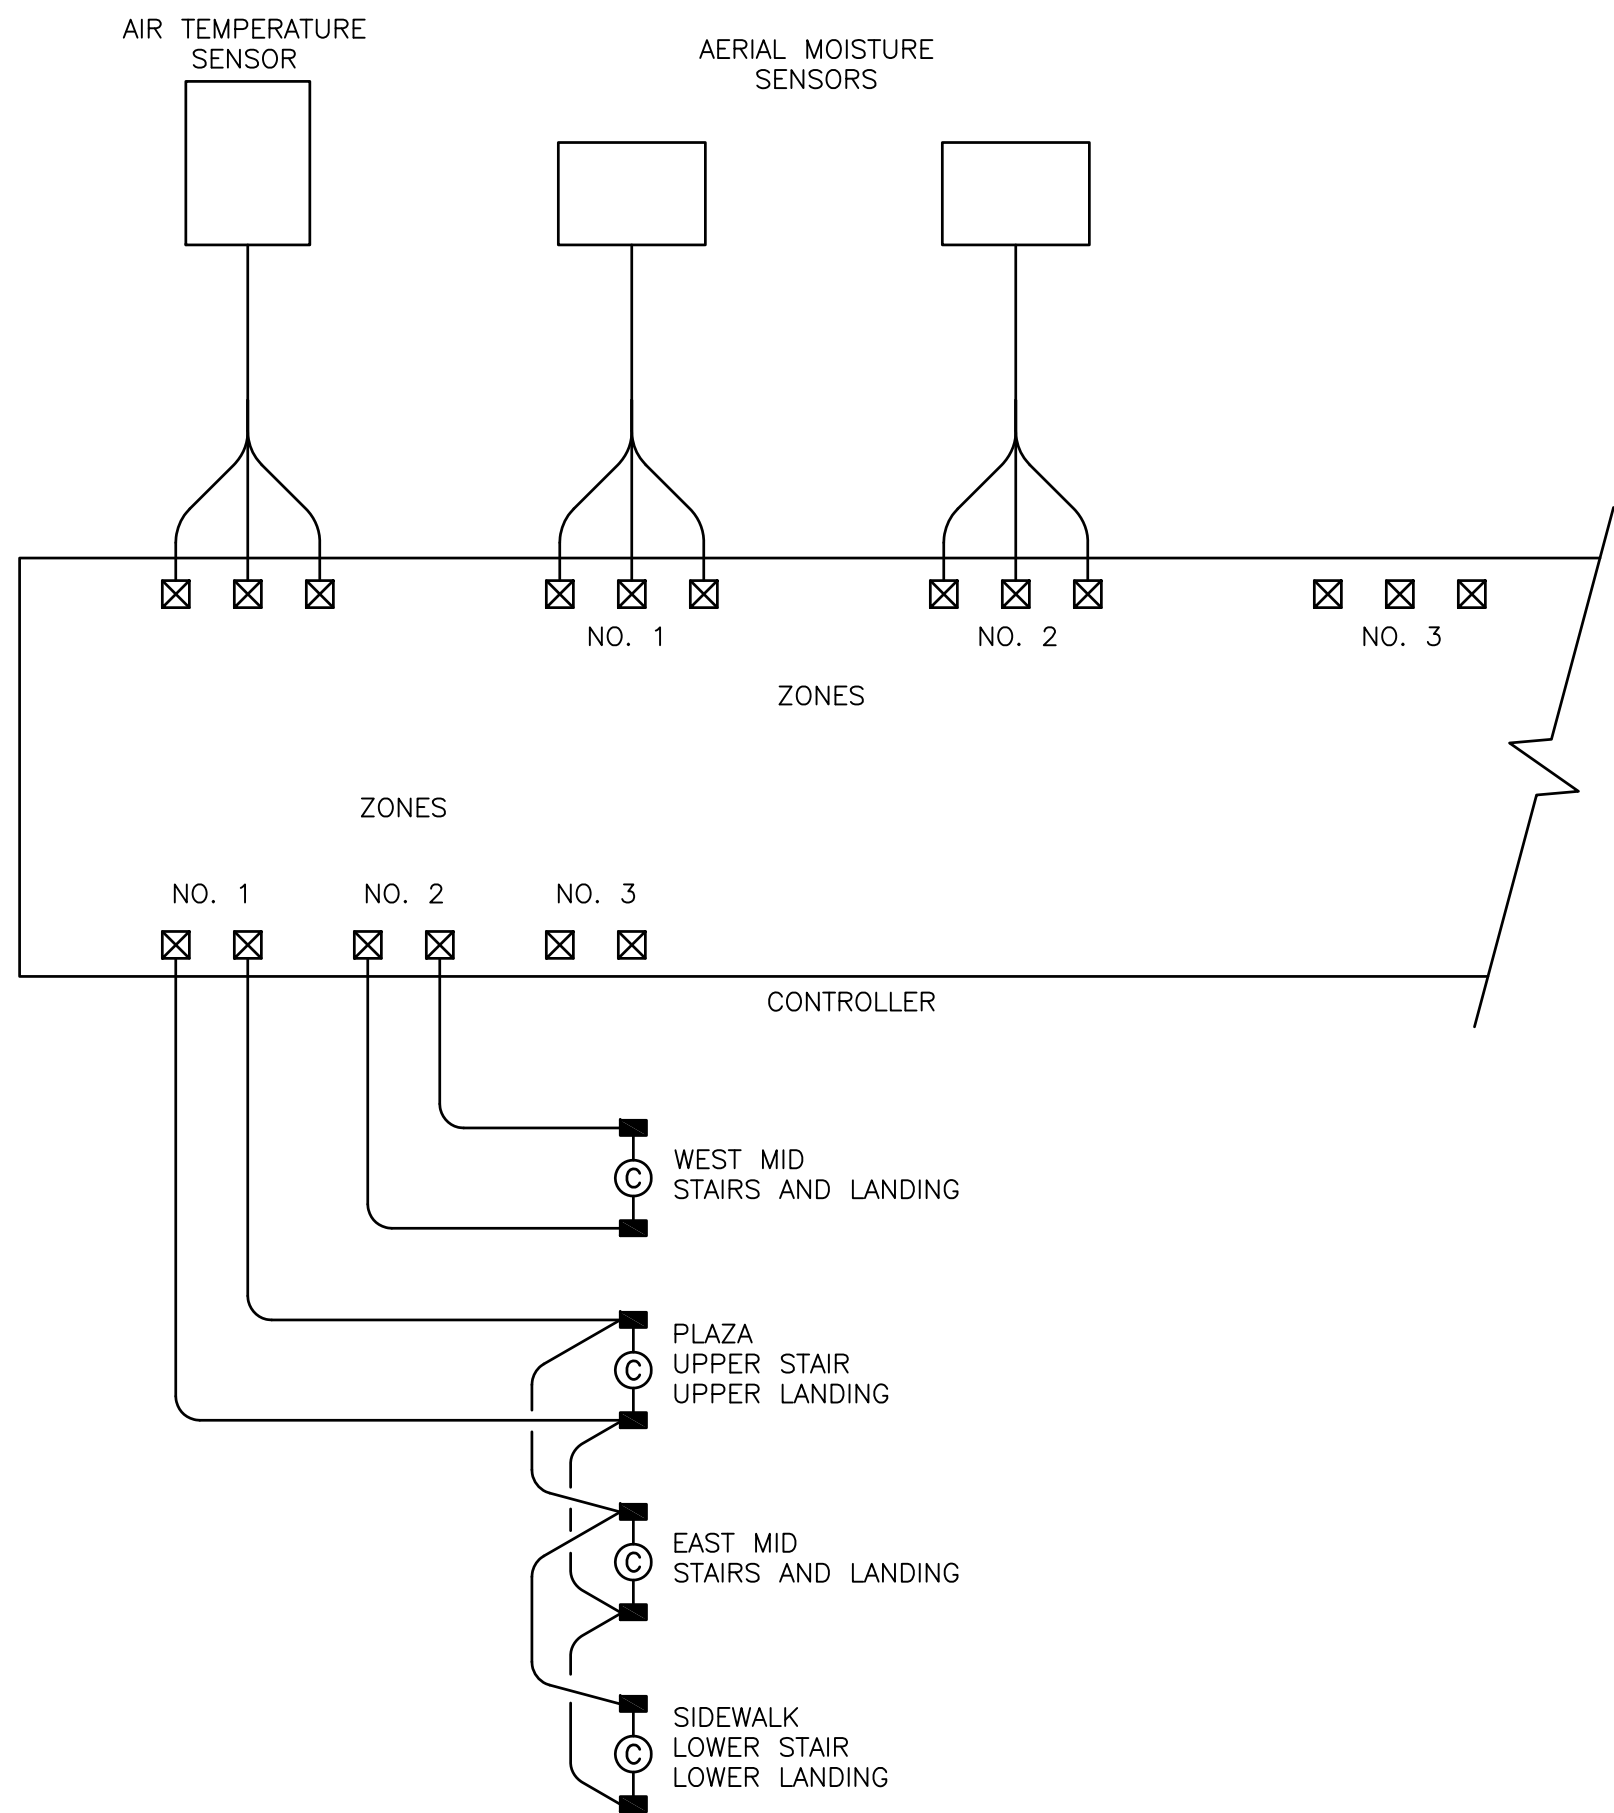 AIR TEMPERATURE
SENSOR
AERIAL MOISTURE
SENSORS
NO. 1
NO. 2
NO. 3
ZONES
ZONES
NO. 1
NO. 2
NO. 3
CONTROLLER
C
WEST MID
STAIRS AND LANDING
C
PLAZA
UPPER STAIR
UPPER LANDING
C
EAST MID
STAIRS AND LANDING
C
SIDEWALK
LOWER STAIR
LOWER LANDING